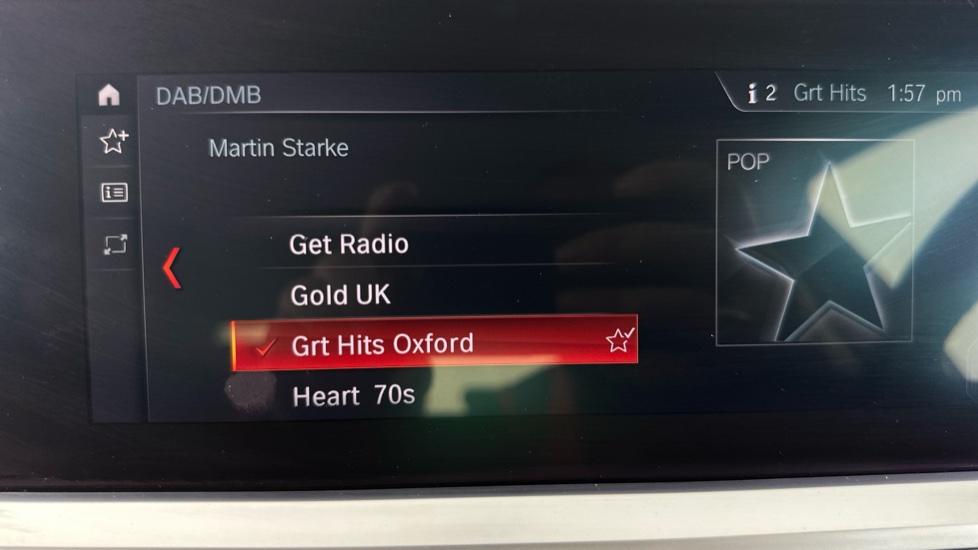 DAB/DMB
i 2 Grt Hits 1:57 pm
Martin Starke
POP
Get Radio
Gold UK
Grt Hits Oxford
Heart 70s